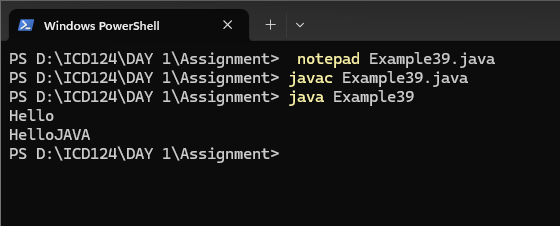 Windows PowerShell
PS D:\ICD124\DAY 1\Assignment>  notepad Example39.java
PS D:\ICD124\DAY 1\Assignment> javac Example39.java
PS D:\ICD124\DAY 1\Assignment> java Example39
Hello
HelloJAVA
PS D:\ICD124\DAY 1\Assignment>